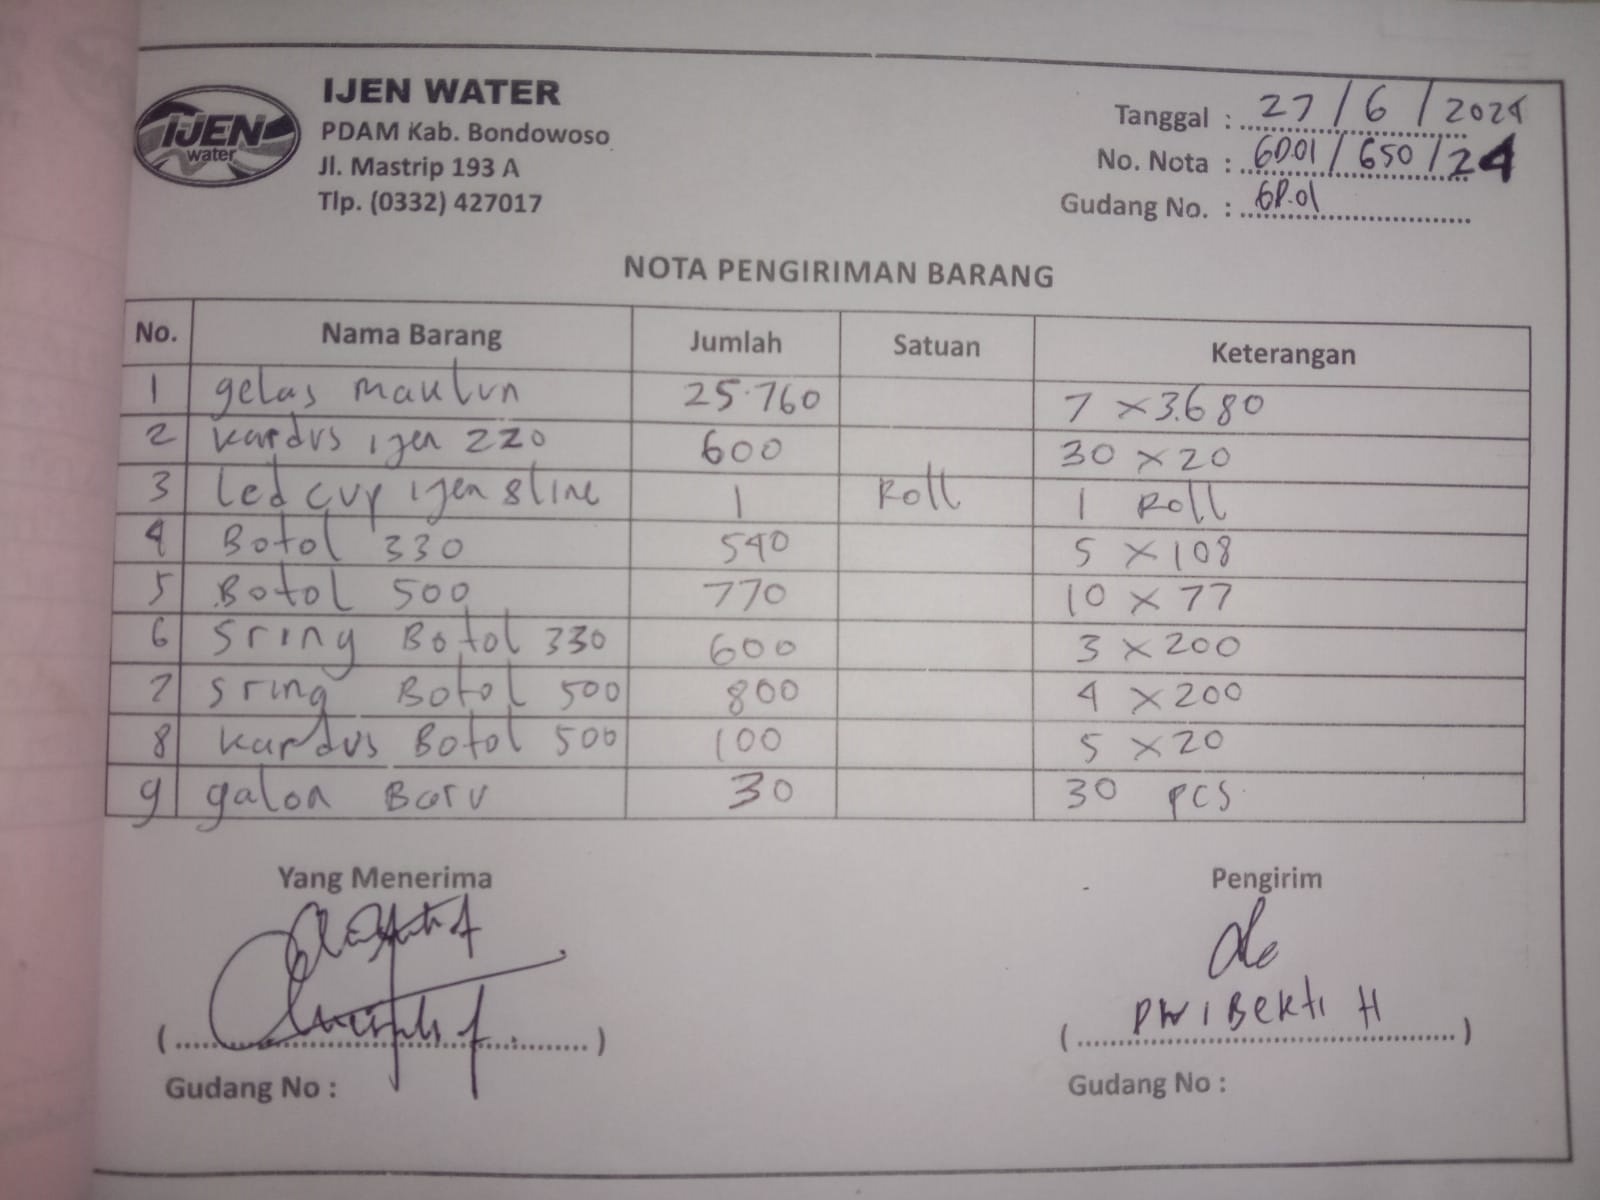 IJEN WATER
PDAM Kab. Bondowoso
Jl. Mastrip 193 A
Tlp. (0332) 427017
IJEN
water
Tanggal : 27 / 6 / 2024
No. Nota : GD.01 / 650 / 24
Gudang No. : GD.01
NOTA PENGIRIMAN BARANG
No. Nama Barang Jumlah Satuan Keterangan
1 gelas maklun 25.760 7 x 3.680
2 kardus ijen 220 600 30 x 20
3 led cup ijen 8line 1 Roll 1 Roll
4 Botol 330 540 5 x 108
5 Botol 500 770 10 x 77
6 sring Botol 330 600 3 x 200
7 sring Botol 500 800 4 x 200
8 kardus Botol 500 100 5 x 20
9 galon Baru 30 30 pcs
Yang Menerima Pengirim
(....................) (DWI BEKTI H)
Gudang No : Gudang No :